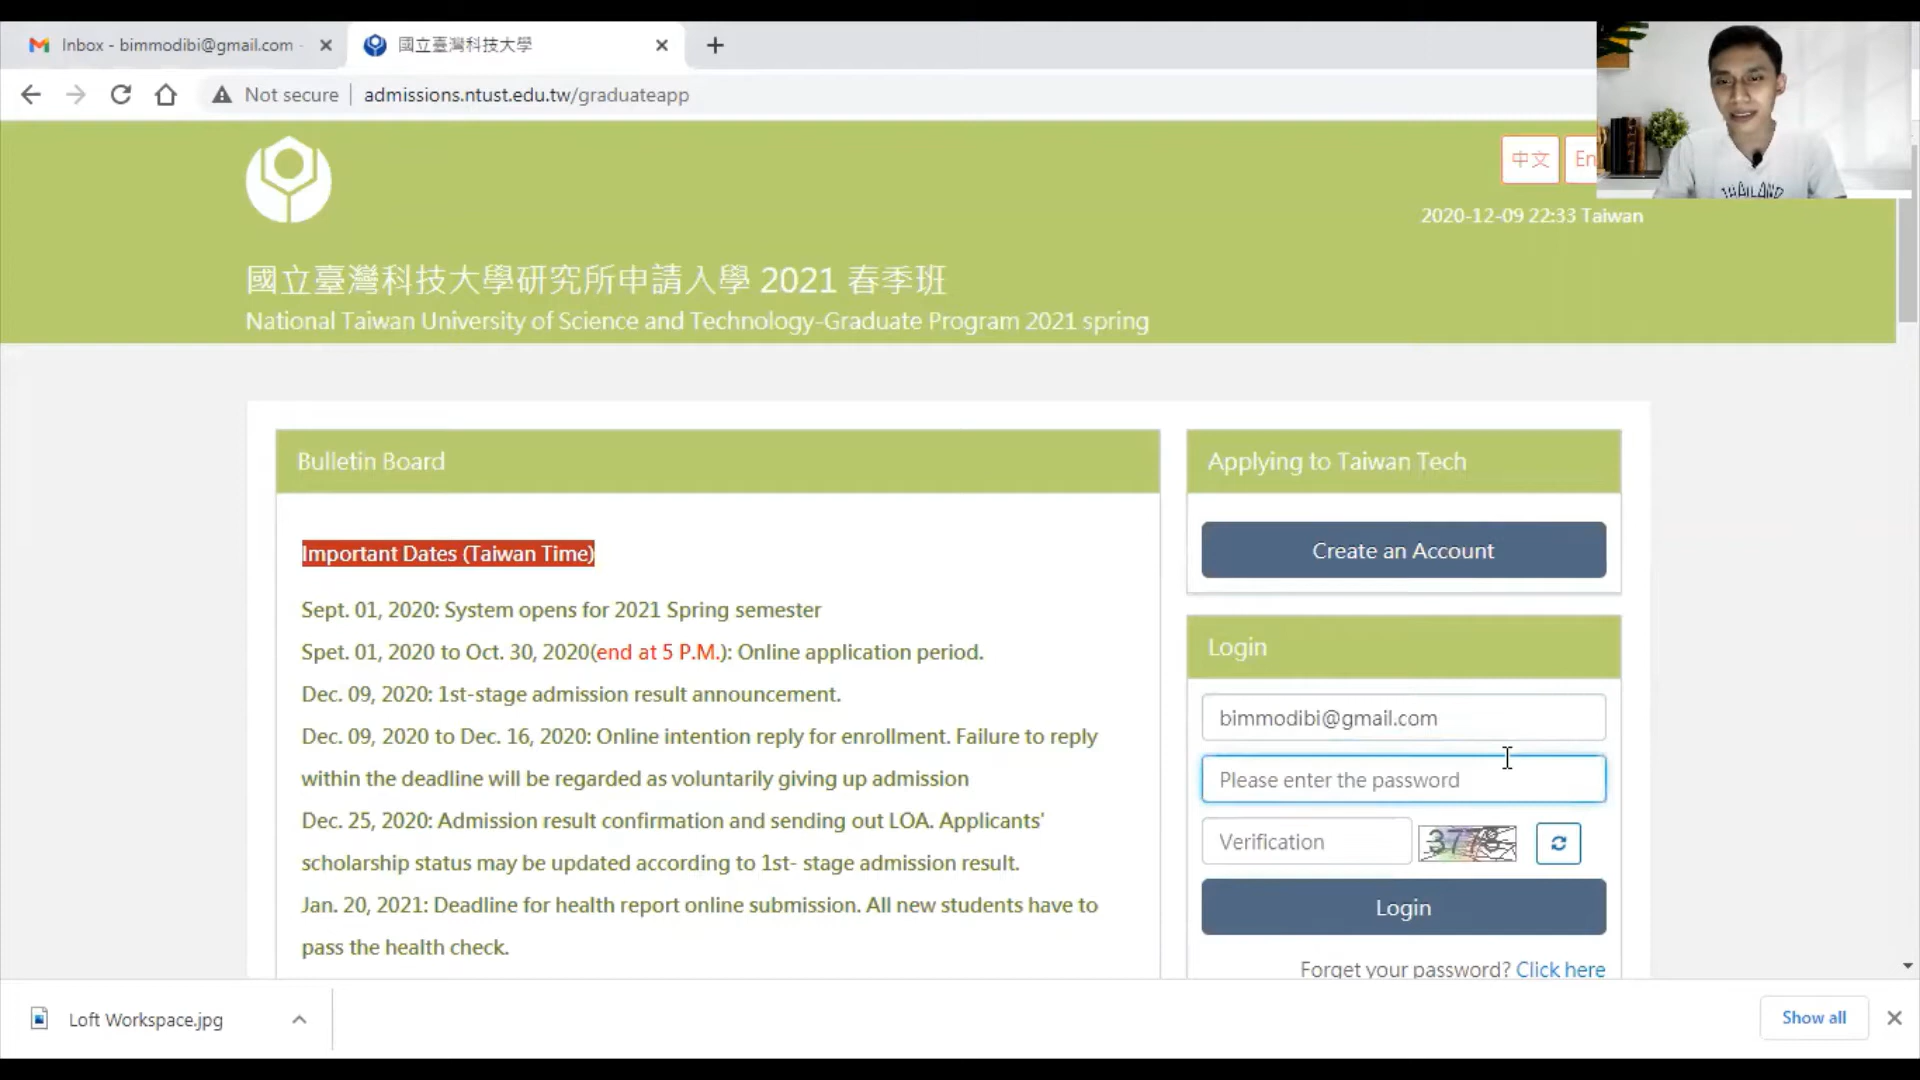 Inbox - bimmodibi@gmail.com -
國立臺灣科技大學
Not secure
admissions.ntust.edu.tw/graduateapp
中文
En
THAILAND
2020-12-09 22:33 Taiwan
國立臺灣科技大學研究所申請入學 2021 春季班
National Taiwan University of Science and Technology-Graduate Program 2021 spring
Bulletin Board
Important Dates (Taiwan Time)
Sept. 01, 2020: System opens for 2021 Spring semester
Spet. 01, 2020 to Oct. 30, 2020(end at 5 P.M.): Online application period.
Dec. 09, 2020: 1st-stage admission result announcement.
Dec. 09, 2020 to Dec. 16, 2020: Online intention reply for enrollment. Failure to reply
within the deadline will be regarded as voluntarily giving up admission
Dec. 25, 2020: Admission result confirmation and sending out LOA. Applicants'
scholarship status may be updated according to 1st- stage admission result.
Jan. 20, 2021: Deadline for health report online submission. All new students have to
pass the health check.
Applying to Taiwan Tech
Create an Account
Login
bimmodibi@gmail.com
Please enter the password
Verification
Login
Forget your password? Click here
Loft Workspace.jpg
Show all